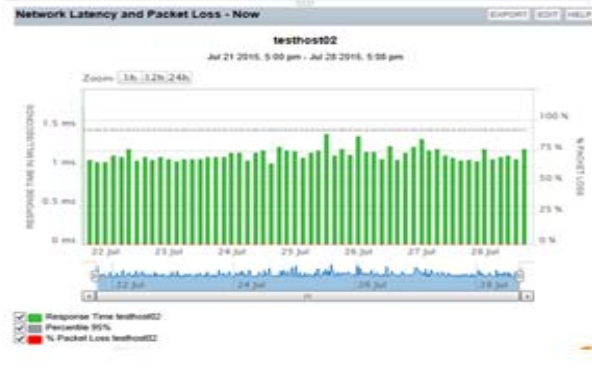 Network Latency and Packet Loss - Now
EXPORT EDIT HELP
testhost02
Jul 21 2015, 5:00 pm - Jul 28 2015, 5:08 pm
Zoom 1h 12h 24h
RESPONSE TIME IN MILLISECONDS
1.5 ms
1 ms
0.5 ms
0 ms
100 %
75 %
50 %
25 %
0 %
% PACKET LOSS
22 Jul 23 Jul 24 Jul 25 Jul 26 Jul 27 Jul 28 Jul
22 Jul 24 Jul 26 Jul 28 Jul
Response Time testhost02
Percentile 95%
% Packet Loss testhost02